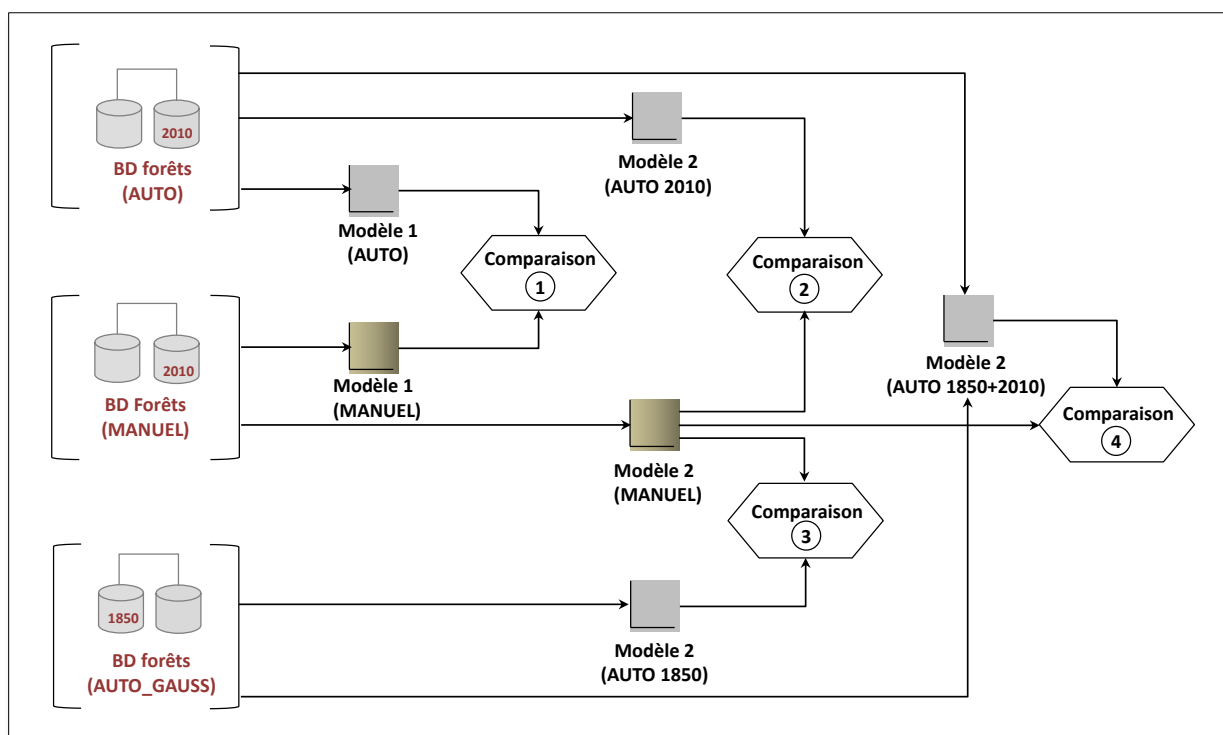 2010
BD forêts
(AUTO)
Modèle 2
(AUTO 2010)
Modèle 1
(AUTO)
Comparaison
1
Comparaison
2
2010
BD Forêts
(MANUEL)
Modèle 1
(MANUEL)
Modèle 2
(AUTO 1850+2010)
Comparaison
4
Modèle 2
(MANUEL)
Comparaison
3
1850
BD forêts
(AUTO_GAUSS)
Modèle 2
(AUTO 1850)